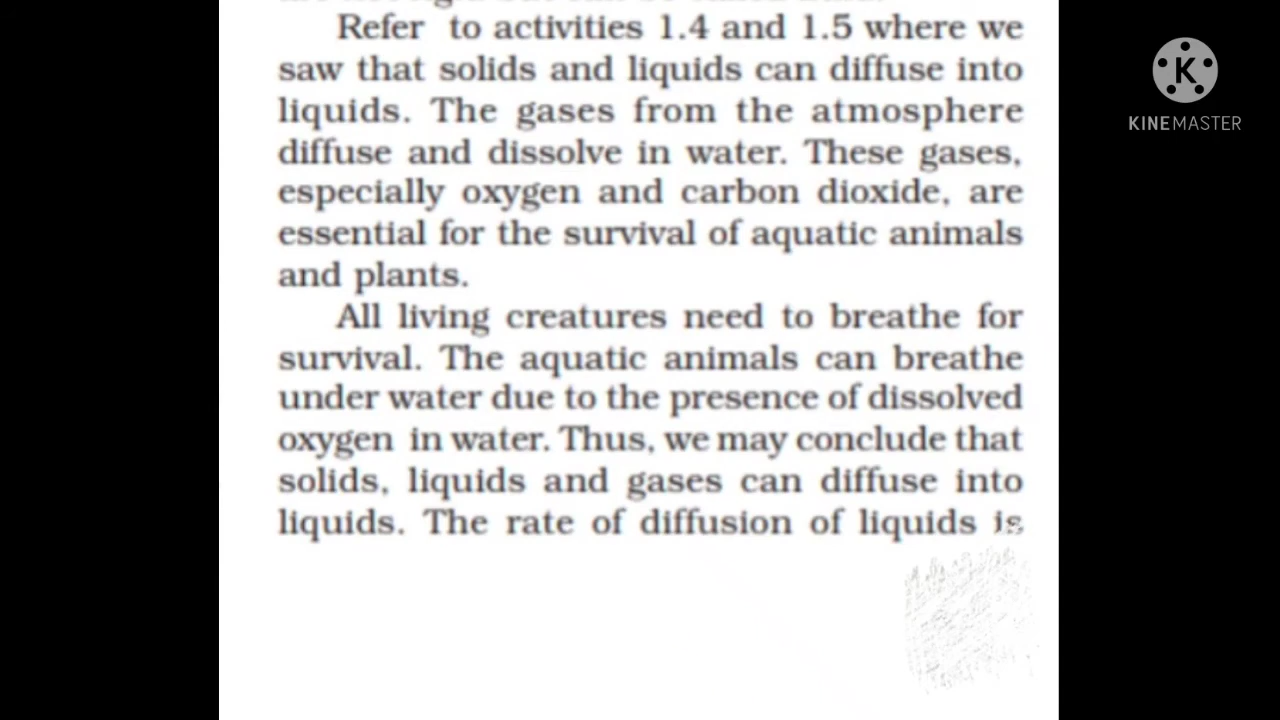 Refer to activities 1.4 and 1.5 where we
saw that solids and liquids can diffuse into
liquids. The gases from the atmosphere
diffuse and dissolve in water. These gases,
especially oxygen and carbon dioxide, are
essential for the survival of aquatic animals
and plants.
All living creatures need to breathe for
survival. The aquatic animals can breathe
under water due to the presence of dissolved
oxygen in water. Thus, we may conclude that
solids, liquids and gases can diffuse into
liquids. The rate of diffusion of liquids is
K
KINEMASTER